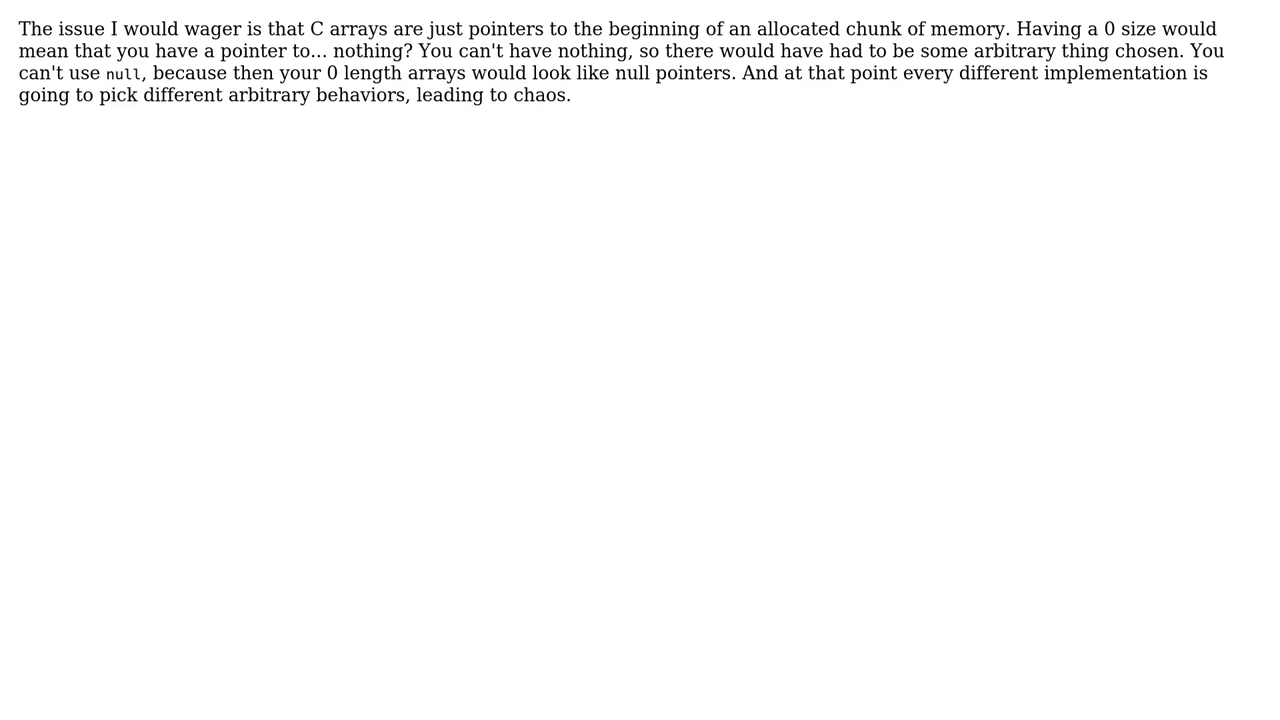 The issue I would wager is that C arrays are just pointers to the beginning of an allocated chunk of memory. Having a 0 size would
mean that you have a pointer to... nothing? You can't have nothing, so there would have had to be some arbitrary thing chosen. You
can't use null, because then your 0 length arrays would look like null pointers. And at that point every different implementation is
going to pick different arbitrary behaviors, leading to chaos.